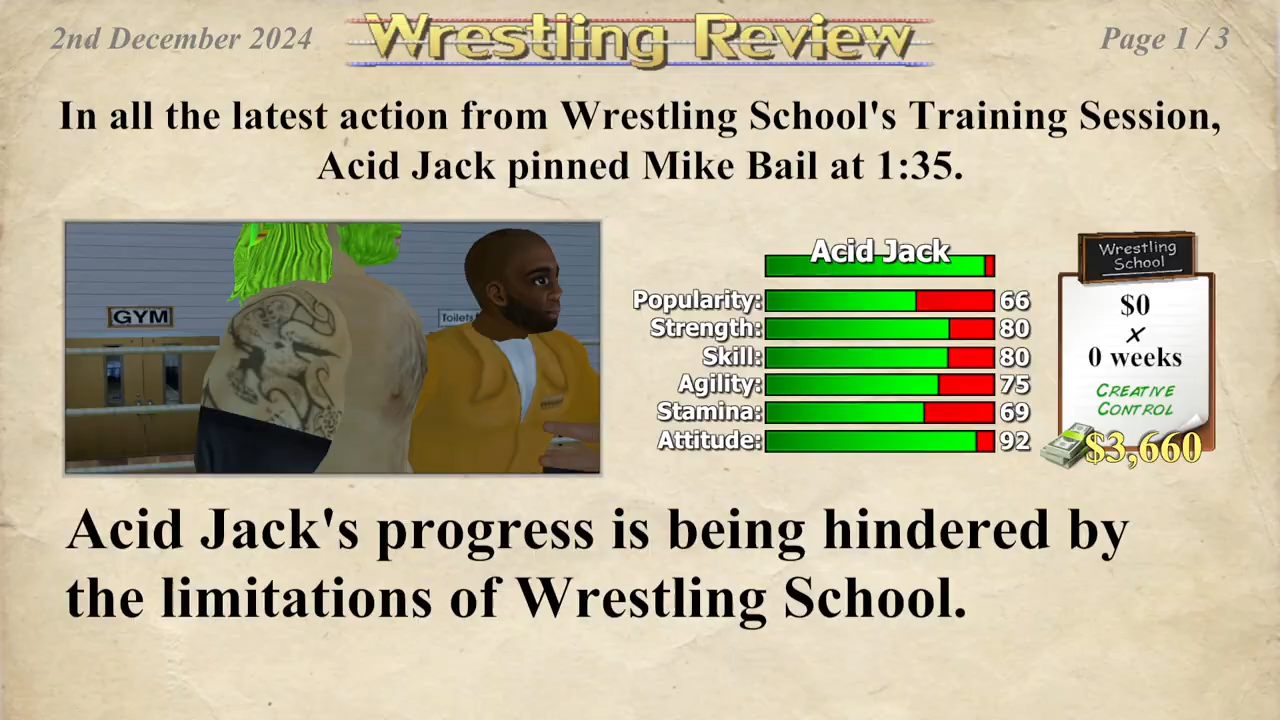 2nd December 2024
Wrestling Review
Page 1 / 3
In all the latest action from Wrestling School's Training Session,
Acid Jack pinned Mike Bail at 1:35.
GYM
Toilets
Acid Jack
Popularity: 66
Strength: 80
Skill: 80
Agility: 75
Stamina: 69
Attitude: 92
Wrestling
School
$0
x
0 weeks
CREATIVE
CONTROL
$3,660
Acid Jack's progress is being hindered by
the limitations of Wrestling School.